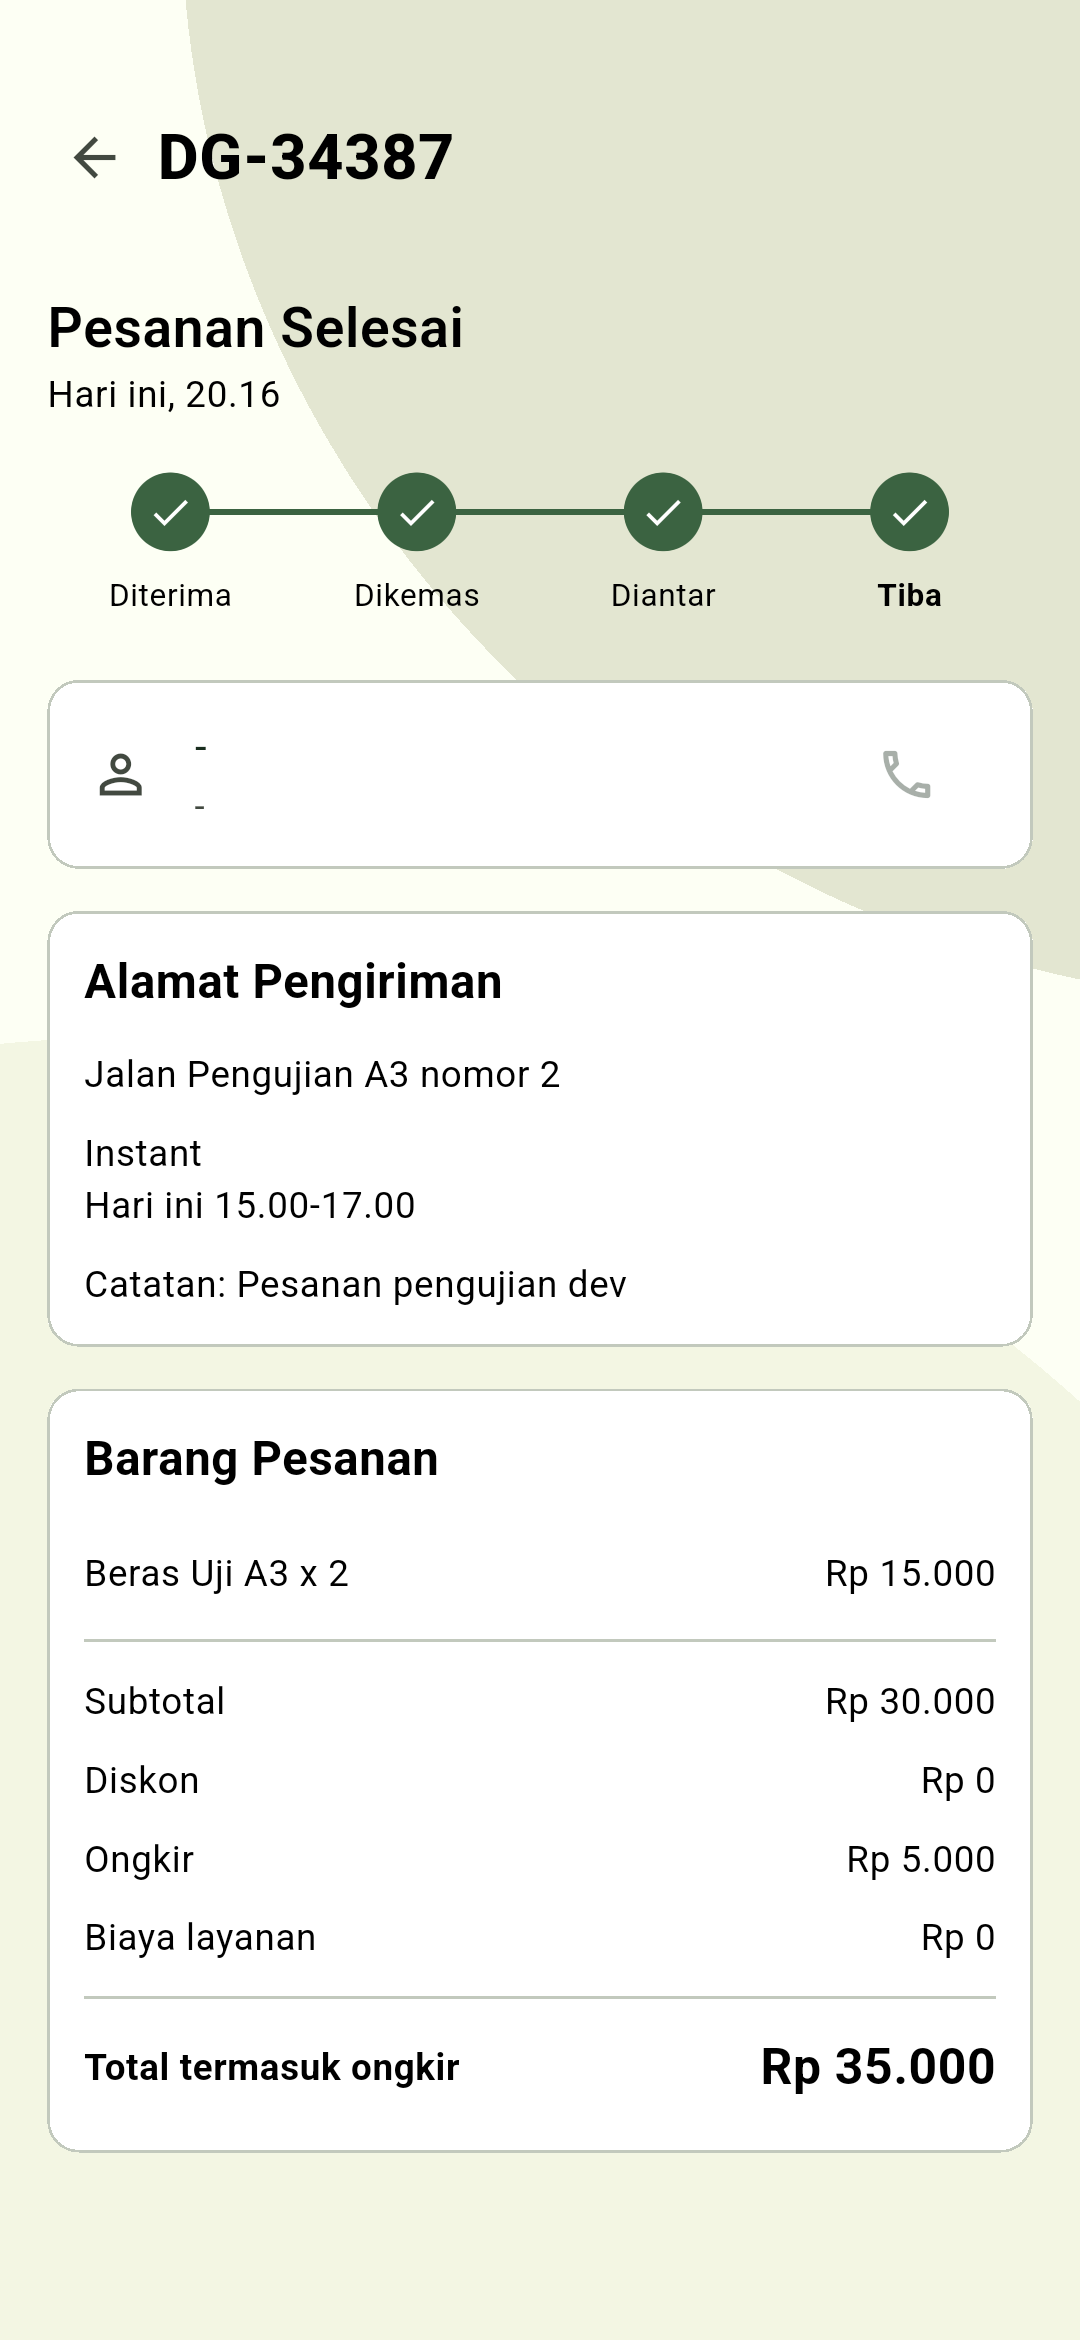 DG-34387
Pesanan Selesai
Hari ini, 20.16
Diterima
Dikemas
Diantar
Tiba
-
-
Alamat Pengiriman
Jalan Pengujian A3 nomor 2
Instant
Hari ini 15.00-17.00
Catatan: Pesanan pengujian dev
Barang Pesanan
Beras Uji A3 x 2 Rp 15.000
Subtotal Rp 30.000
Diskon Rp 0
Ongkir Rp 5.000
Biaya layanan Rp 0
Total termasuk ongkir Rp 35.000